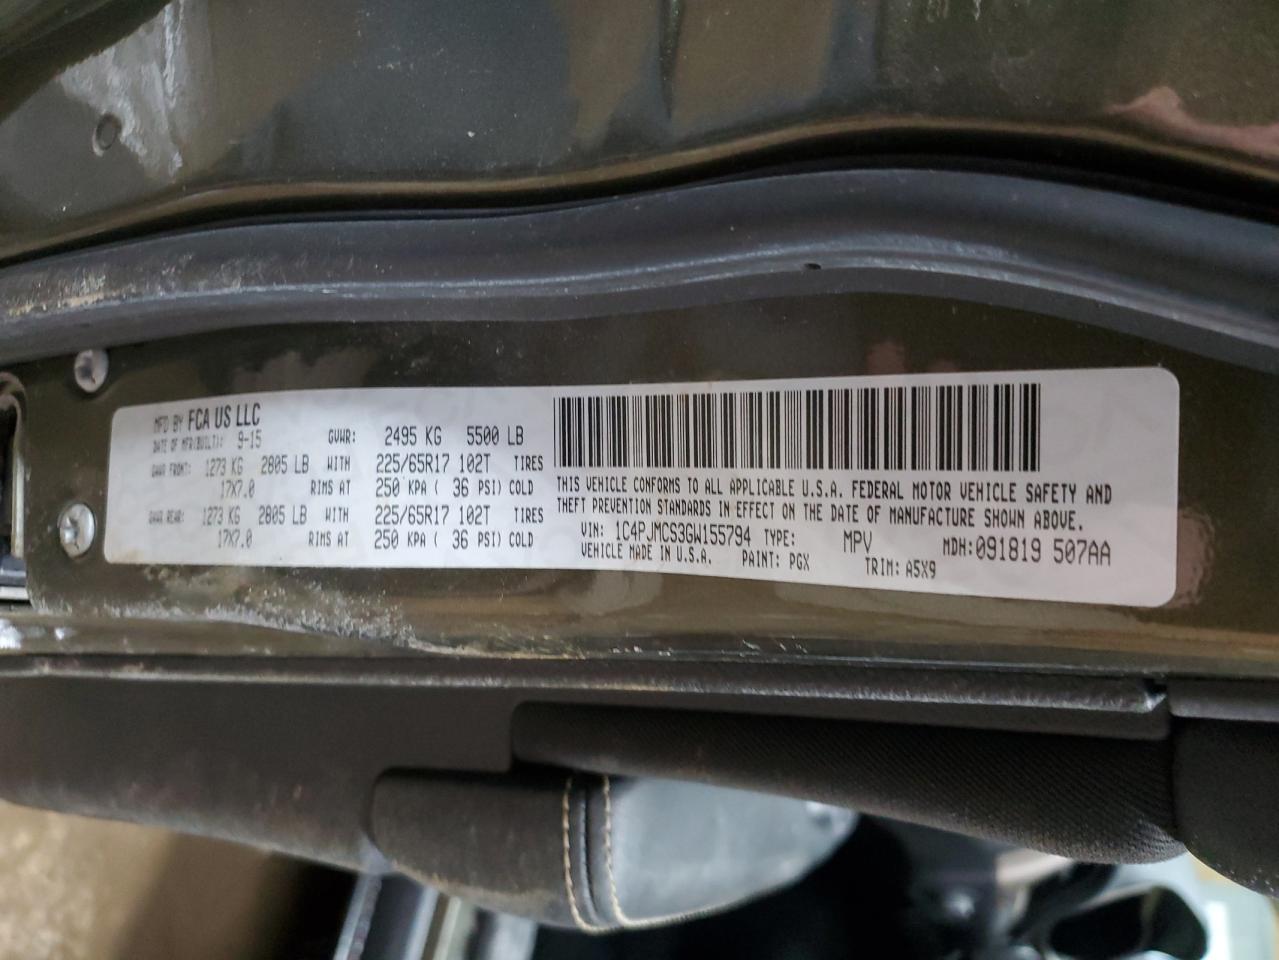 MFD BY FCA US LLC
DATE OF MFR(BUILT): 9-15 GVWR: 2495 KG 5500 LB
GAWR FRONT: 1273 KG 2805 LB WITH 225/65R17 102T TIRES
17X7.0 RIMS AT 250 KPA ( 36 PSI) COLD
GAWR REAR: 1273 KG 2805 LB WITH 225/65R17 102T TIRES
17X7.0 RIMS AT 250 KPA ( 36 PSI) COLD
THIS VEHICLE CONFORMS TO ALL APPLICABLE U.S.A. FEDERAL MOTOR VEHICLE SAFETY AND
THEFT PREVENTION STANDARDS IN EFFECT ON THE DATE OF MANUFACTURE SHOWN ABOVE.
VIN: 1C4PJMCS3GW155794 TYPE: MPV MDH:091819 507AA
VEHICLE MADE IN U.S.A. PAINT: PGX TRIM: A5X9